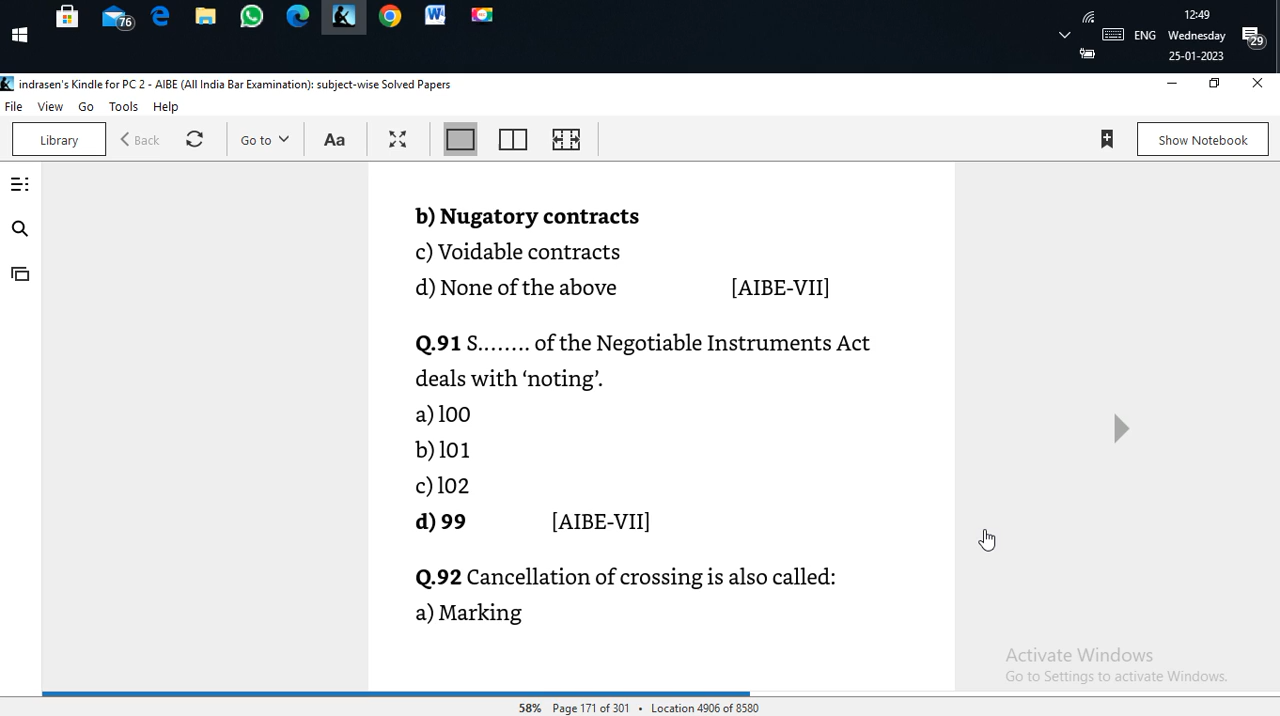 76
12:49
ENG Wednesday
29
25-01-2023
indrasen's Kindle for PC 2 - AIBE (All India Bar Examination): subject-wise Solved Papers
File View Go Tools Help
Library Back Go to Aa Show Notebook
b) Nugatory contracts
c) Voidable contracts
d) None of the above [AIBE-VII]
Q.91 S........ of the Negotiable Instruments Act
deals with ‘noting’.
a) l00
b) l01
c) l02
d) 99 [AIBE-VII]
Q.92 Cancellation of crossing is also called:
a) Marking
Activate Windows
Go to Settings to activate Windows.
58% Page 171 of 301 • Location 4906 of 8580